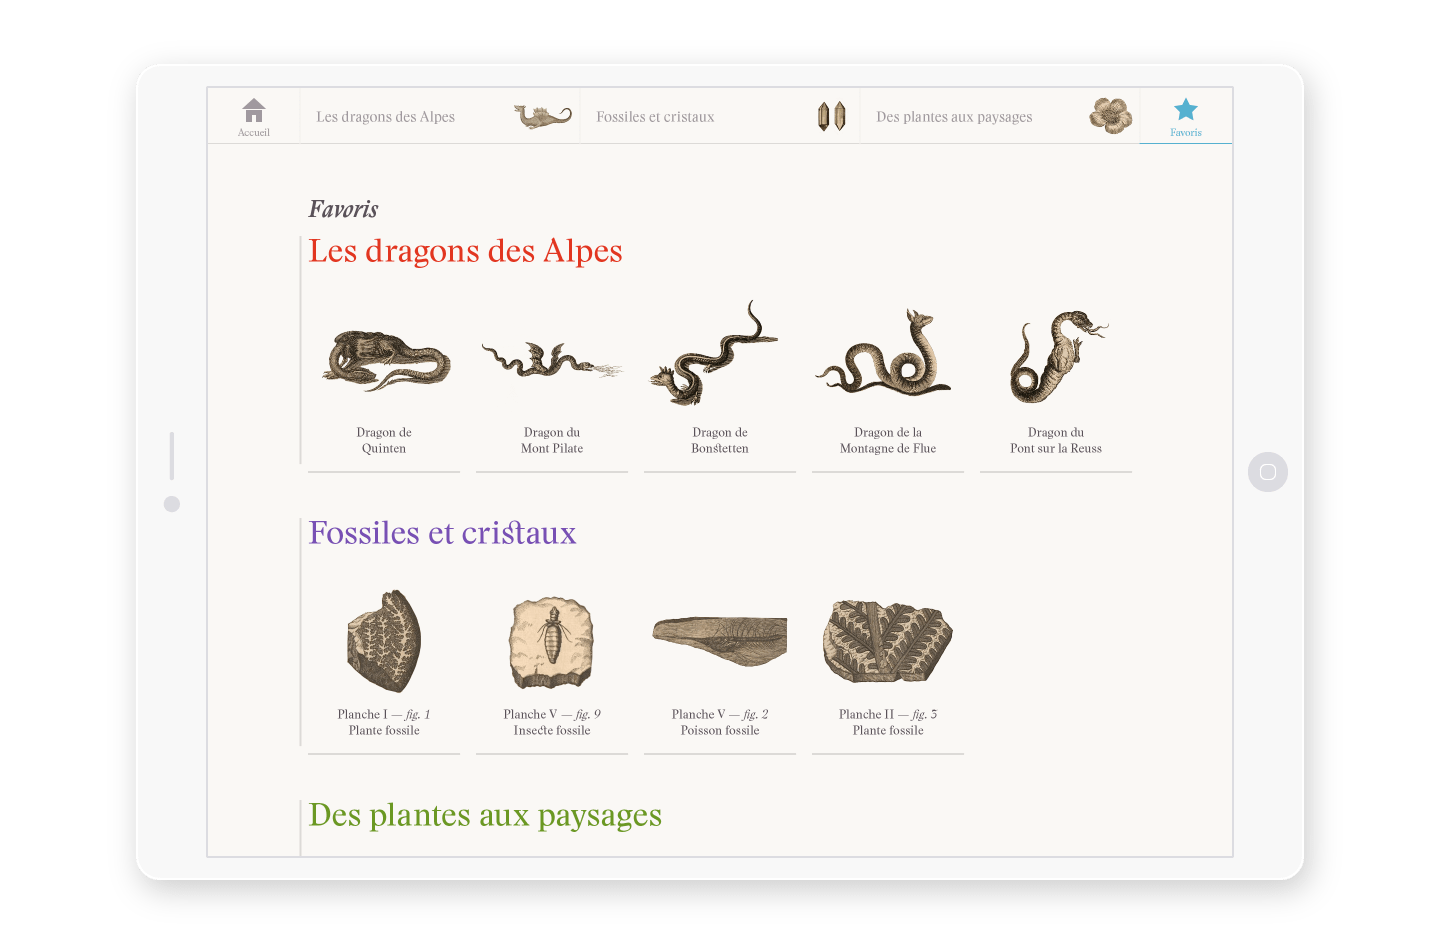 Accueil
Les dragons des Alpes
Fossiles et cristaux
Des plantes aux paysages
Favoris
Favoris
Les dragons des Alpes
Dragon de
Quinten
Dragon du
Mont Pilate
Dragon de
Bonstetten
Dragon de la
Montagne de Flue
Dragon du
Pont sur la Reuss
Fossiles et cristaux
Planche I — fig. 1
Plante fossile
Planche V — fig. 9
Insecte fossile
Planche V — fig. 2
Poisson fossile
Planche II — fig. 3
Plante fossile
Des plantes aux paysages